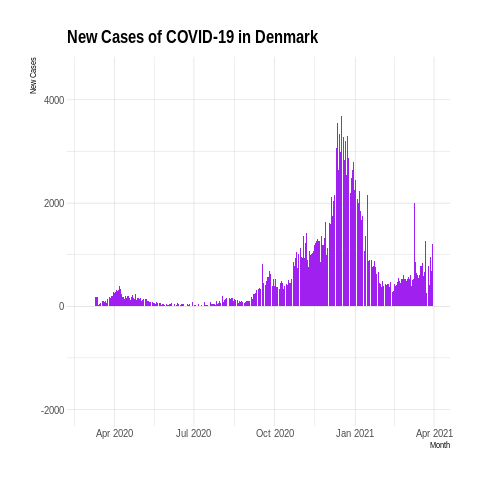 New Cases of COVID-19 in Denmark
New Cases
4000
2000
0
-2000
Apr 2020 Jul 2020 Oct 2020 Jan 2021 Apr 2021
Month